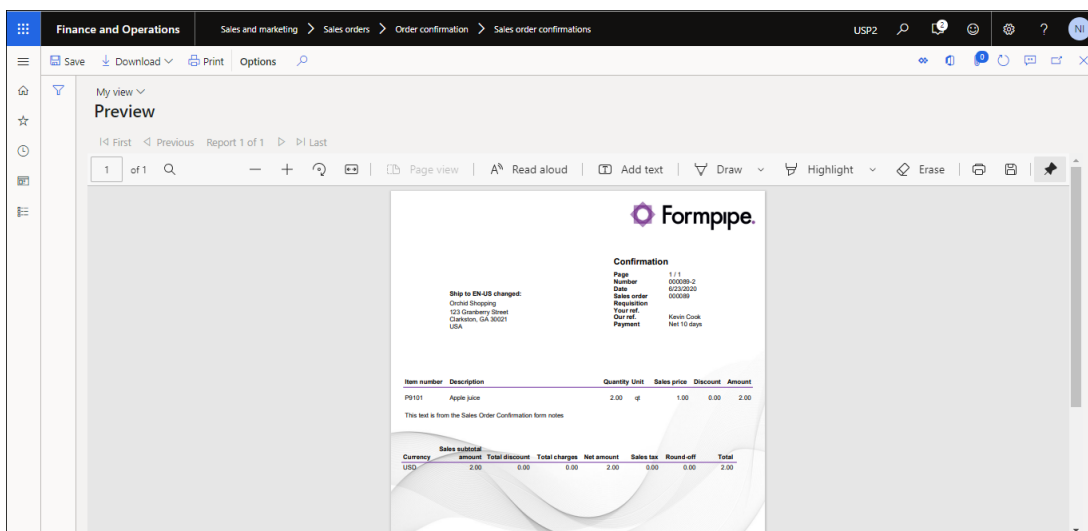 Finance and Operations Sales and marketing Sales orders Order confirmation Sales order confirmations USP2 2 ? NI
Save Download Print Options 0
My view
Preview
First Previous Report 1 of 1 Last
1 of 1 Page view Read aloud Add text Draw Highlight Erase
Formpipe.
Confirmation
Page 1 / 1
Number 000089-2
Date 6/23/2020
Sales order 000089
Requisition
Your ref.
Our ref. Kevin Cook
Payment Net 10 days
Ship to EN-US changed:
Orchid Shopping
123 Granberry Street
Clarkston, GA 30021
USA
Item number Description Quantity Unit Sales price Discount Amount
P9101 Apple juice 2.00 qt 1.00 0.00 2.00
This text is from the Sales Order Confirmation form notes
Sales subtotal
Currency amount Total discount Total charges Net amount Sales tax Round-off Total
USD 2.00 0.00 0.00 2.00 0.00 0.00 2.00